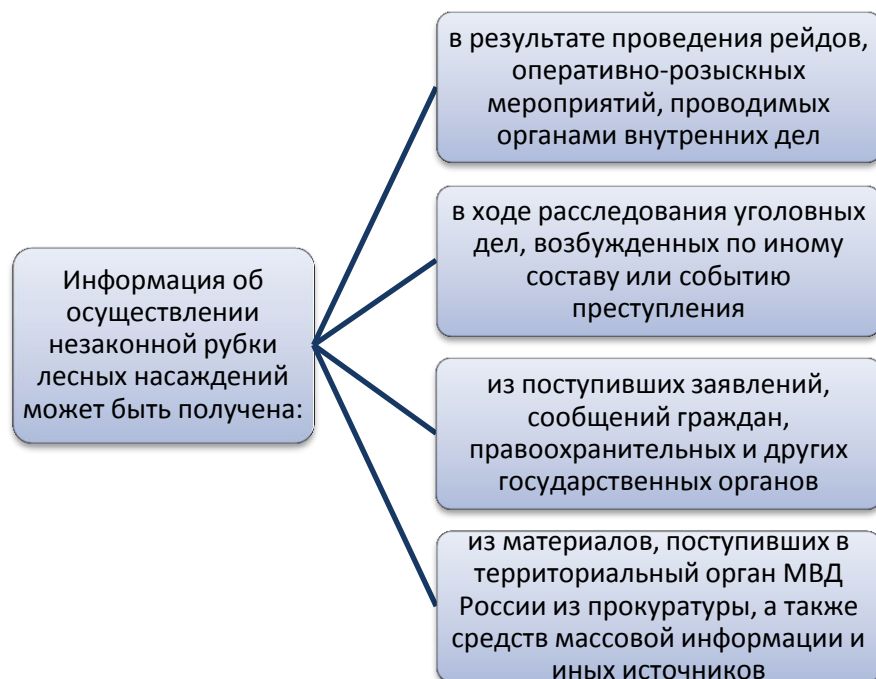 Информация об
осуществлении
незаконной рубки
лесных насаждений
может быть получена:
в результате проведения рейдов,
оперативно-розыскных
мероприятий, проводимых
органами внутренних дел
в ходе расследования уголовных
дел, возбужденных по иному
составу или событию
преступления
из поступивших заявлений,
сообщений граждан,
правоохранительных и других
государственных органов
из материалов, поступивших в
территориальный орган МВД
России из прокуратуры, а также
средств массовой информации и
иных источников